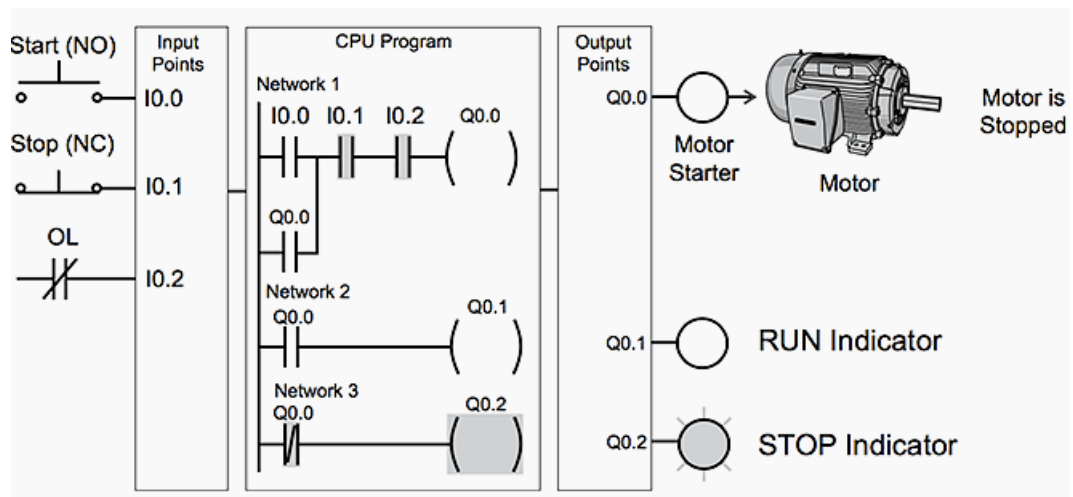 Start (NO)
I0.0
Stop (NC)
I0.1
OL
I0.2
Input
Points
CPU Program
Network 1
I0.0 I0.1 I0.2 Q0.0
Q0.0
Network 2
Q0.0 Q0.1
Network 3
Q0.0 Q0.2
Output
Points
Q0.0
Motor
Starter
Motor
Motor is
Stopped
Q0.1
RUN Indicator
Q0.2
STOP Indicator